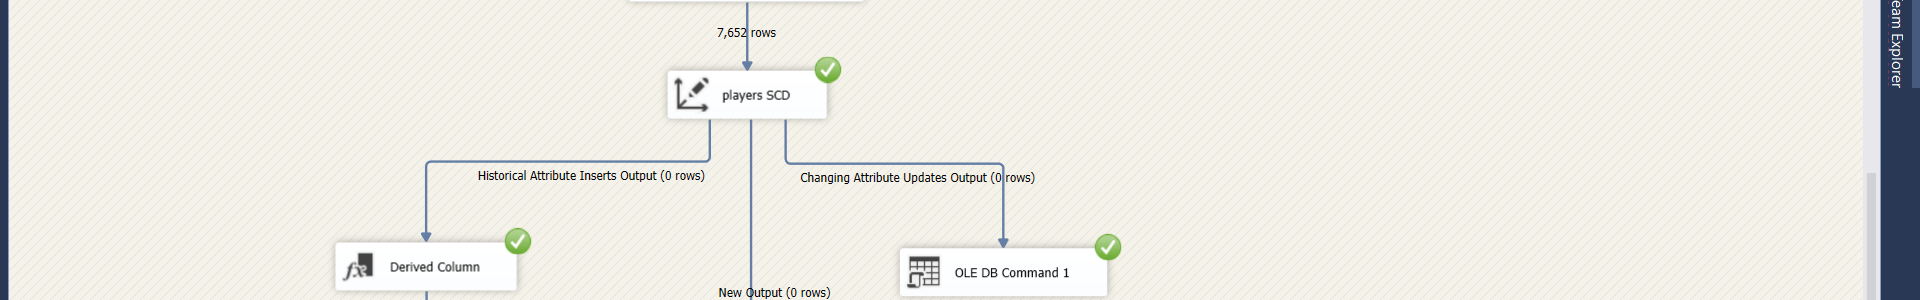 7,652 rows
players SCD
Historical Attribute Inserts Output (0 rows)
Changing Attribute Updates Output (0 rows)
Derived Column
OLE DB Command 1
New Output (0 rows)
Explorer